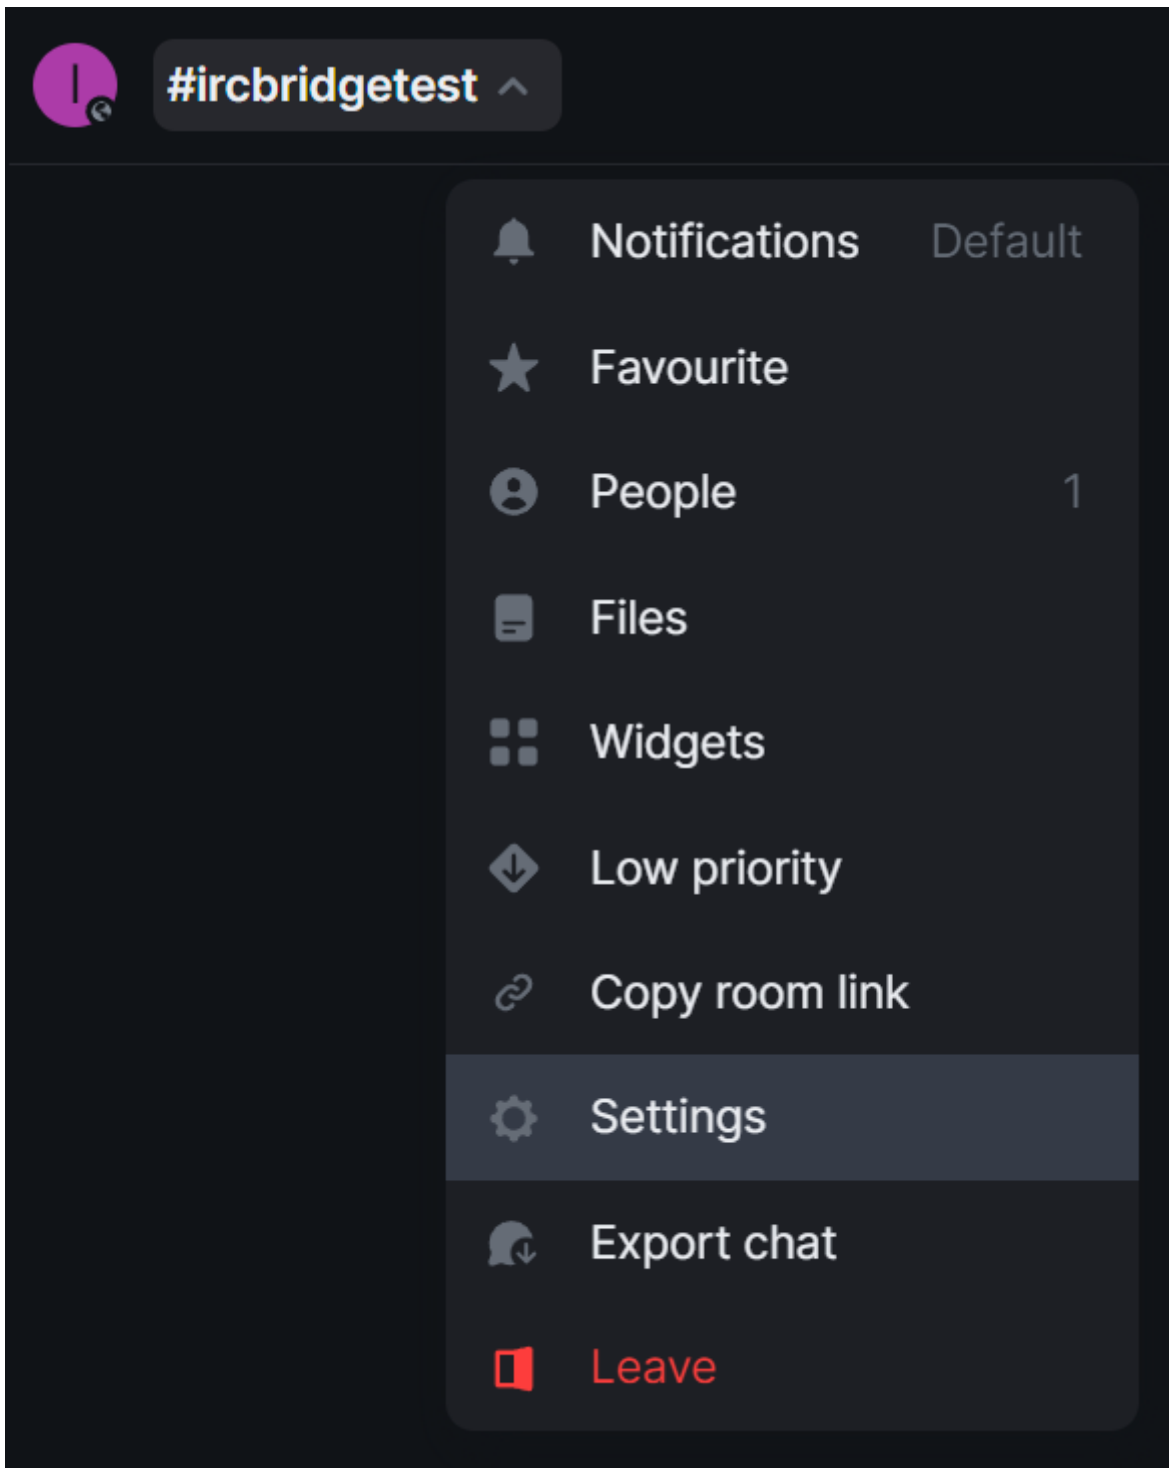 I
#ircbridgetest
Notifications Default
Favourite
People 1
Files
Widgets
Low priority
Copy room link
Settings
Export chat
Leave